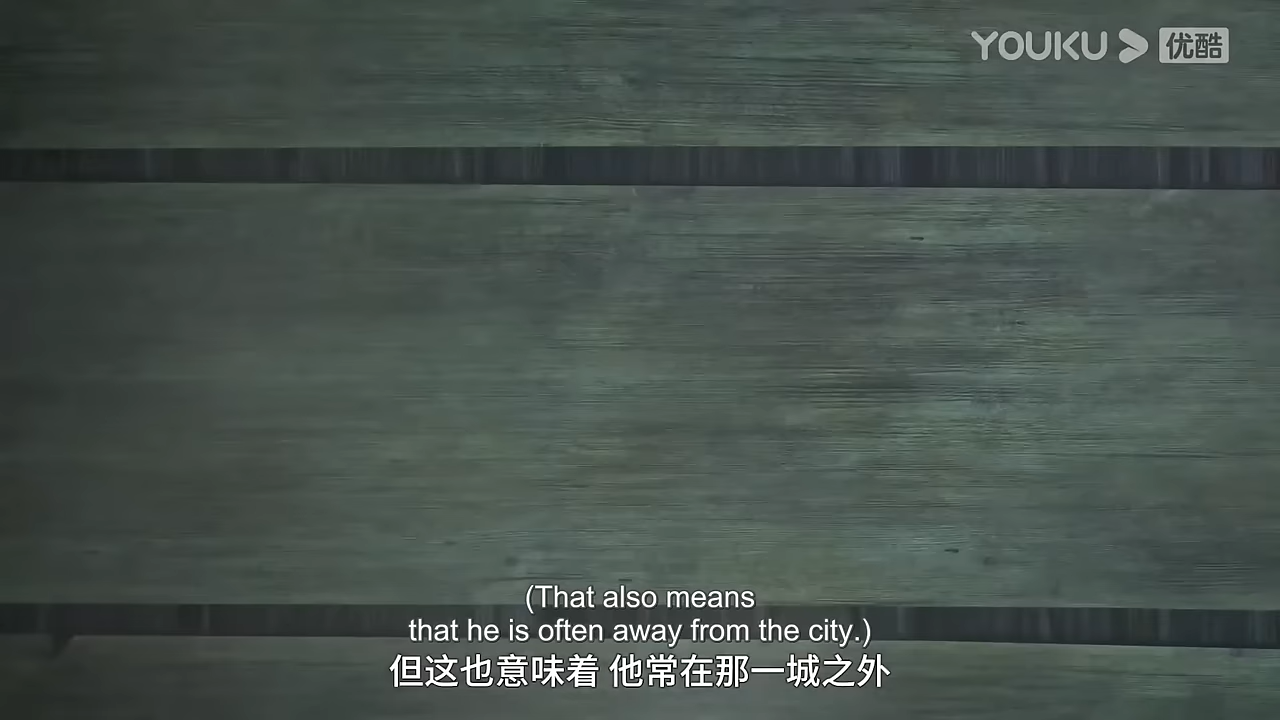 YOUKU 优酷
(That also means
that he is often away from the city.)
但这也意味着 他常在那一城之外